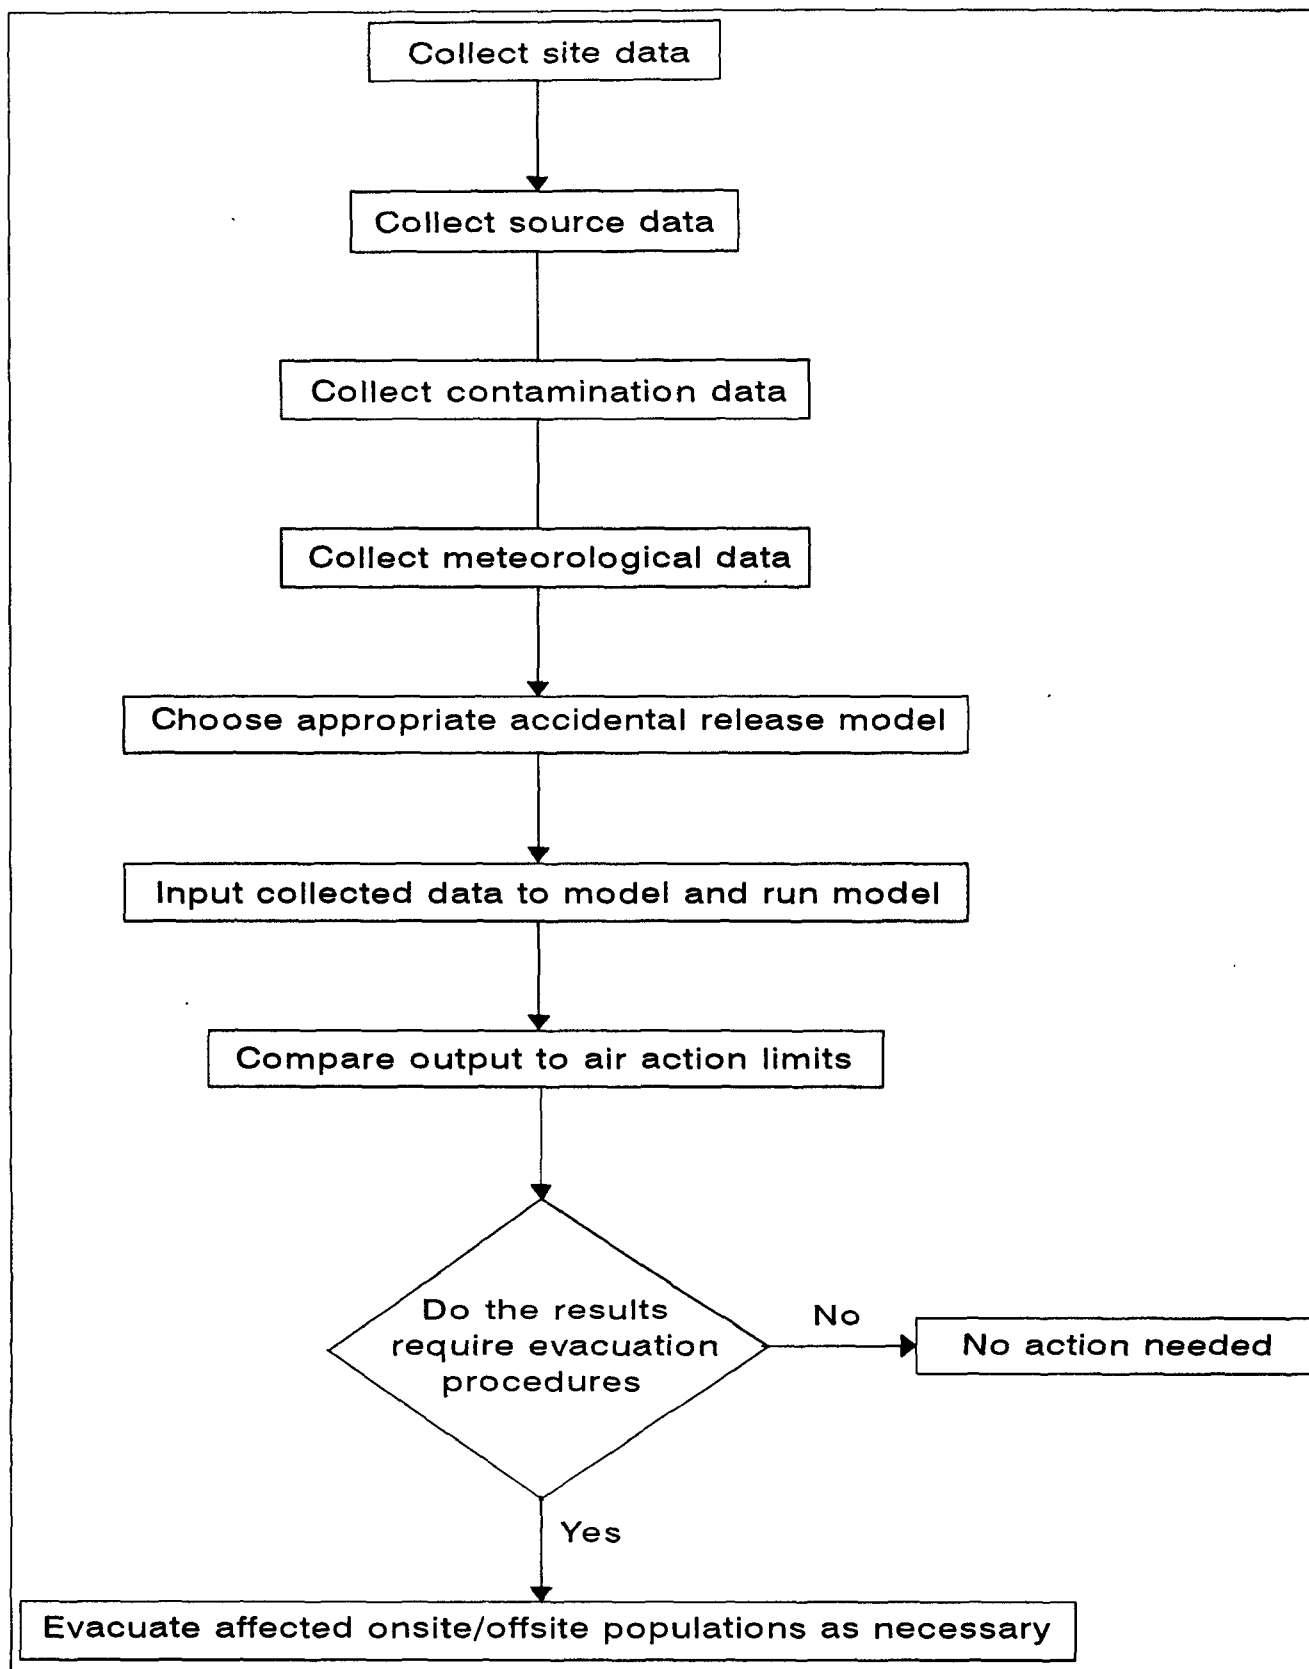 Collect site data
Collect source data
Collect contamination data
Collect meteorological data
Choose appropriate accidental release model
Input collected data to model and run model
Compare output to air action limits
Do the results
require evacuation
procedures
No
No action needed
Yes
Evacuate affected onsite/offsite populations as necessary